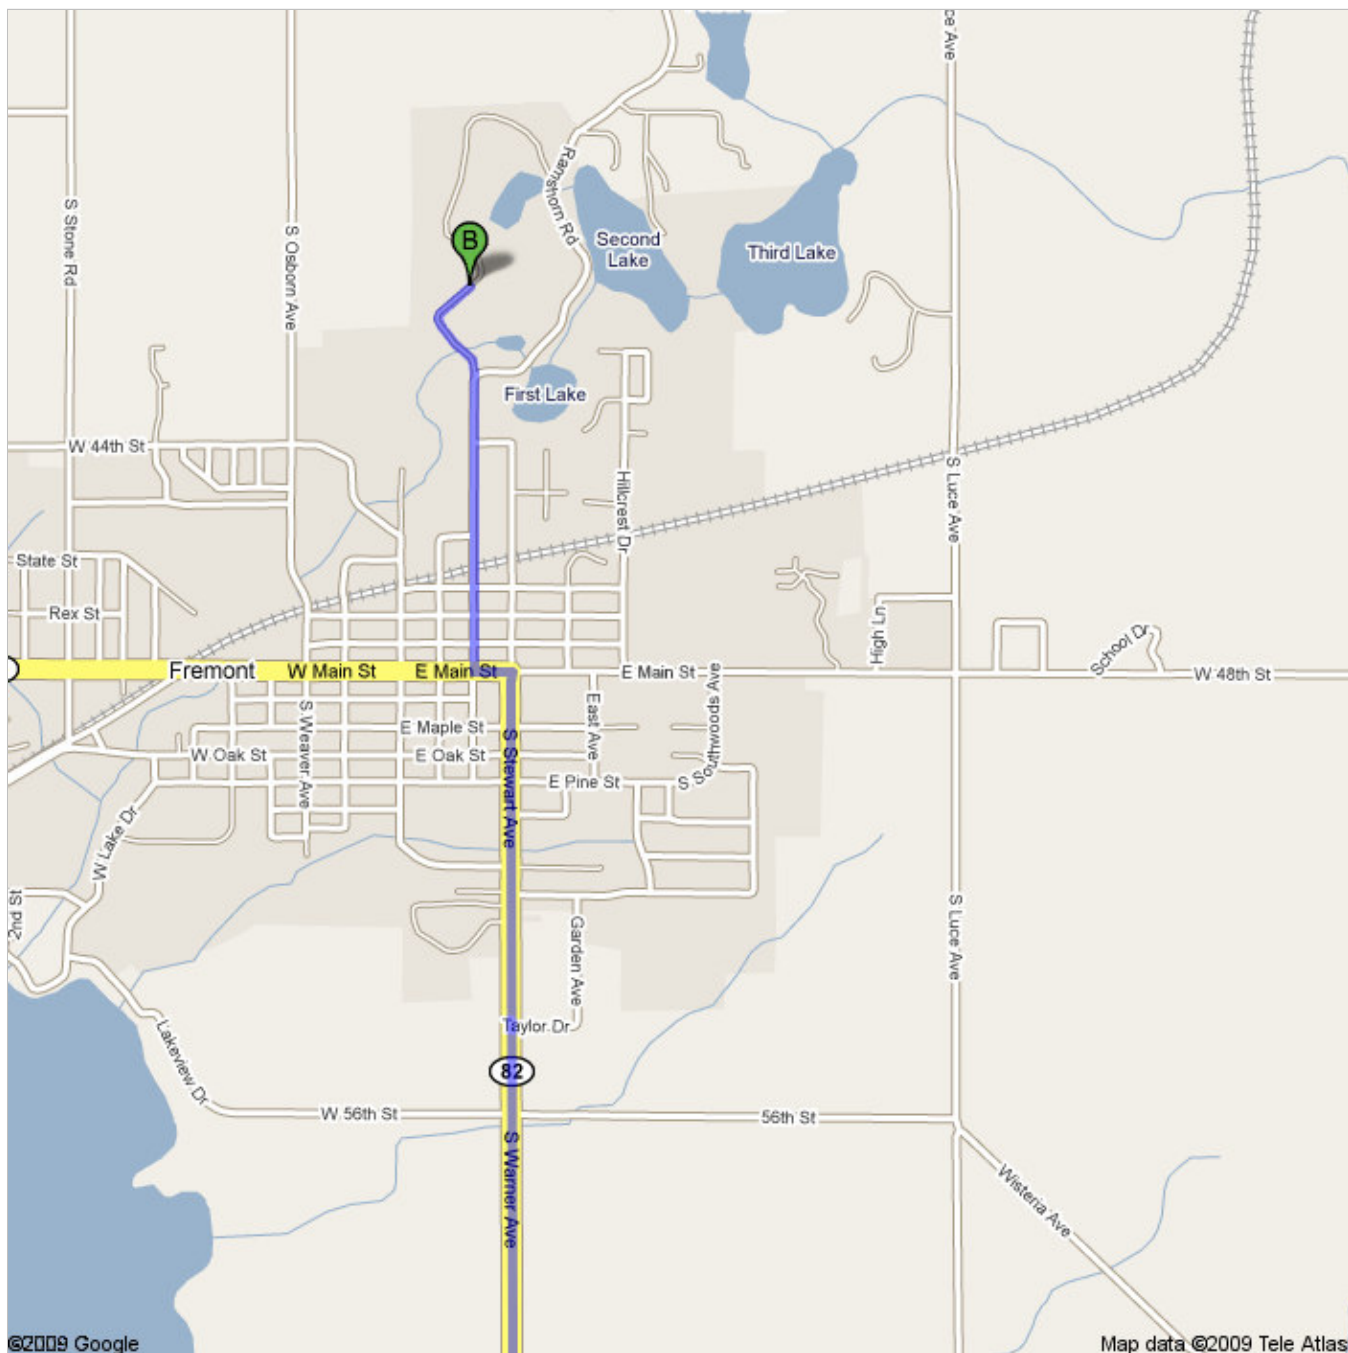 ce Ave
Ramshorn Rd
S Stone Rd
S Osborn Ave
B
Second
Lake
Third Lake
First Lake
W 44th St
S Luce Ave
Hillcrest Dr
State St
Rex St
High Ln
School Dr
Fremont
W Main St
E Main St
E Main St
W 48th St
S Weaver Ave
E Maple St
East Ave
S Southwoods Ave
S Stewart Ave
W Oak St
E Oak St
E Pine St
W Lake Dr
2nd St
Garden Ave
S Luce Ave
Taylor Dr
Lakeview Dr
82
W 56th St
56th St
S Warner Ave
Wisteria Ave
©2009 Google
Map data ©2009 Tele Atlas